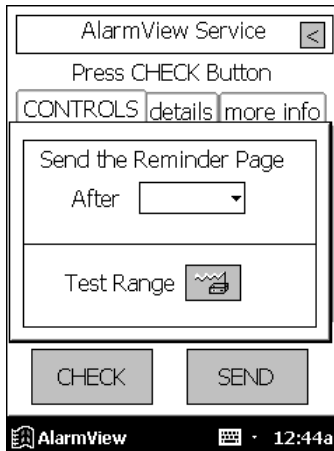 AlarmView Service <
Press CHECK Button
CONTROLS details more info
Send the Reminder Page
After
Test Range
CHECK SEND
AlarmView 12:44a